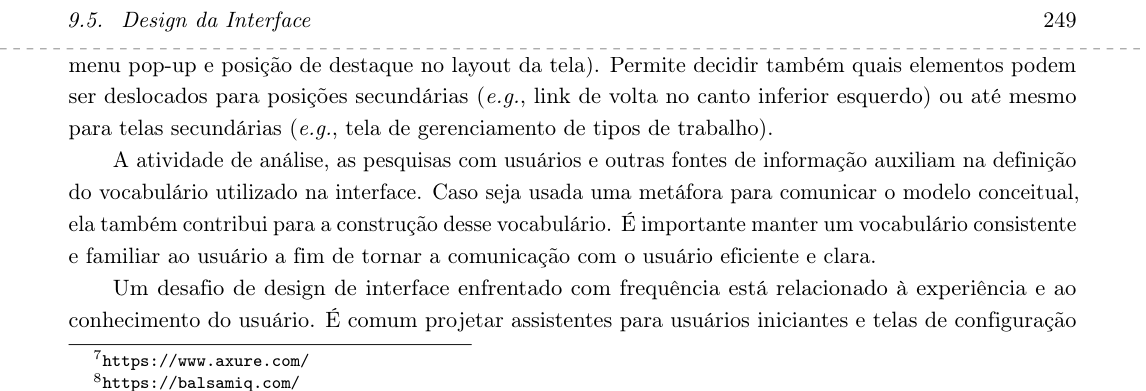 9.5. Design da Interface 249
menu pop-up e posição de destaque no layout da tela). Permite decidir também quais elementos podem
ser deslocados para posições secundárias (e.g., link de volta no canto inferior esquerdo) ou até mesmo
para telas secundárias (e.g., tela de gerenciamento de tipos de trabalho).
A atividade de análise, as pesquisas com usuários e outras fontes de informação auxiliam na definição
do vocabulário utilizado na interface. Caso seja usada uma metáfora para comunicar o modelo conceitual,
ela também contribui para a construção desse vocabulário. É importante manter um vocabulário consistente
e familiar ao usuário a fim de tornar a comunicação com o usuário eficiente e clara.
Um desafio de design de interface enfrentado com frequência está relacionado à experiência e ao
conhecimento do usuário. É comum projetar assistentes para usuários iniciantes e telas de configuração
7https://www.axure.com/
8https://balsamiq.com/